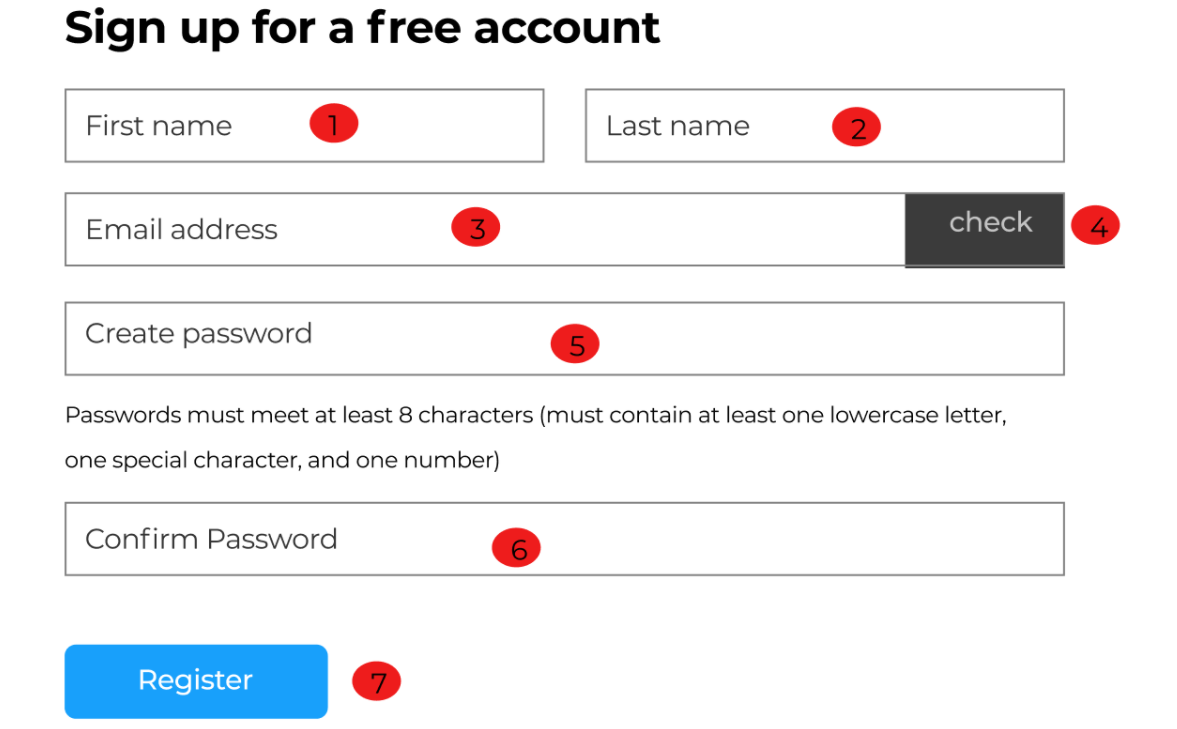 Sign up for a free account
First name 1 Last name 2
Email address 3 check 4
Create password 5
Passwords must meet at least 8 characters (must contain at least one lowercase letter,
one special character, and one number)
Confirm Password 6
Register 7